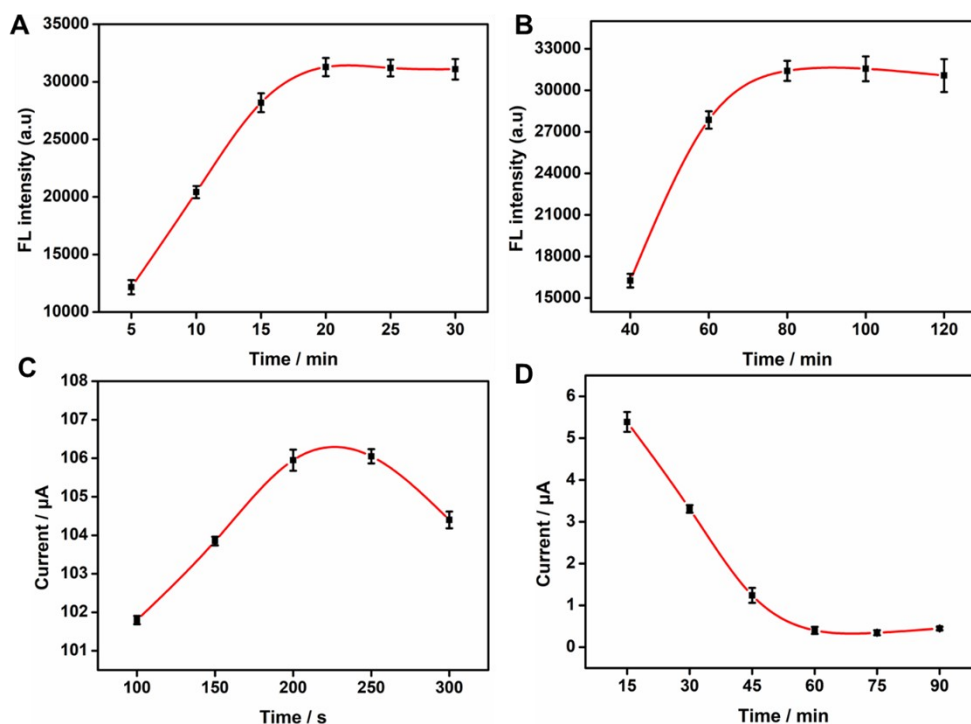 A
35000
30000
25000
20000
15000
10000
FL intensity (a.u)
5 10 15 20 25 30
Time / min
B
33000
30000
27000
24000
21000
18000
15000
FL intensity (a.u)
40 60 80 100 120
Time / min
C
108
107
106
105
104
103
102
101
Current / μA
100 150 200 250 300
Time / s
D
6
5
4
3
2
1
0
Current / μA
15 30 45 60 75 90
Time / min